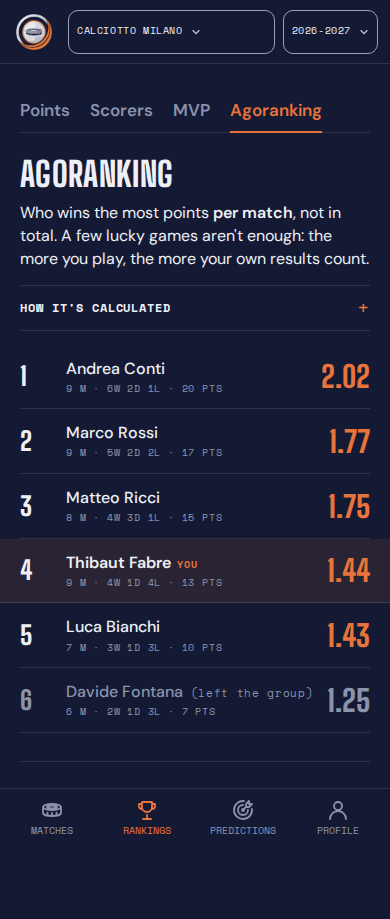 CALCIOTTO MILANO
2026-2027
Points Scorers MVP Agoranking
AGORANKING
Who wins the most points per match, not in
total. A few lucky games aren't enough: the
more you play, the more your own results count.
HOW IT'S CALCULATED +
1 Andrea Conti 2.02
9 M · 6W 2D 1L · 20 PTS
2 Marco Rossi 1.77
9 M · 5W 2D 2L · 17 PTS
3 Matteo Ricci 1.75
8 M · 4W 3D 1L · 15 PTS
4 Thibaut Fabre YOU 1.44
9 M · 4W 1D 4L · 13 PTS
5 Luca Bianchi 1.43
7 M · 3W 1D 3L · 10 PTS
6 Davide Fontana (left the group) 1.25
6 M · 2W 1D 3L · 7 PTS
MATCHES RANKINGS PREDICTIONS PROFILE